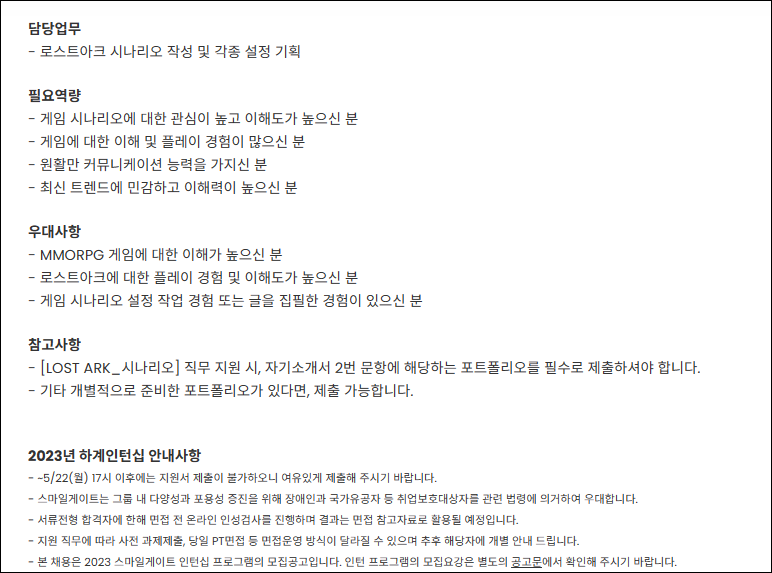 담당업무
- 로스트아크 시나리오 작성 및 각종 설정 기획
필요역량
- 게임 시나리오에 대한 관심이 높고 이해도가 높으신 분
- 게임에 대한 이해 및 플레이 경험이 많으신 분
- 원활만 커뮤니케이션 능력을 가지신 분
- 최신 트렌드에 민감하고 이해력이 높으신 분
우대사항
- MMORPG 게임에 대한 이해가 높으신 분
- 로스트아크에 대한 플레이 경험 및 이해도가 높으신 분
- 게임 시나리오 설정 작업 경험 또는 글을 집필한 경험이 있으신 분
참고사항
- [LOST ARK_시나리오] 직무 지원 시, 자기소개서 2번 문항에 해당하는 포트폴리오를 필수로 제출하셔야 합니다.
- 기타 개별적으로 준비한 포트폴리오가 있다면, 제출 가능합니다.
2023년 하계인턴십 안내사항
- ~5/22(월) 17시 이후에는 지원서 제출이 불가하오니 여유있게 제출해 주시기 바랍니다.
- 스마일게이트는 그룹 내 다양성과 포용성 증진을 위해 장애인과 국가유공자 등 취업보호대상자를 관련 법령에 의거하여 우대합니다.
- 서류전형 합격자에 한해 면접 전 온라인 인성검사를 진행하며 결과는 면접 참고자료로 활용될 예정입니다.
- 지원 직무에 따라 사전 과제제출, 당일 PT면접 등 면접운영 방식이 달라질 수 있으며 추후 해당자에 개별 안내 드립니다.
- 본 채용은 2023 스마일게이트 인턴십 프로그램의 모집공고입니다. 인턴 프로그램의 모집요강은 별도의 공고문에서 확인해 주시기 바랍니다.